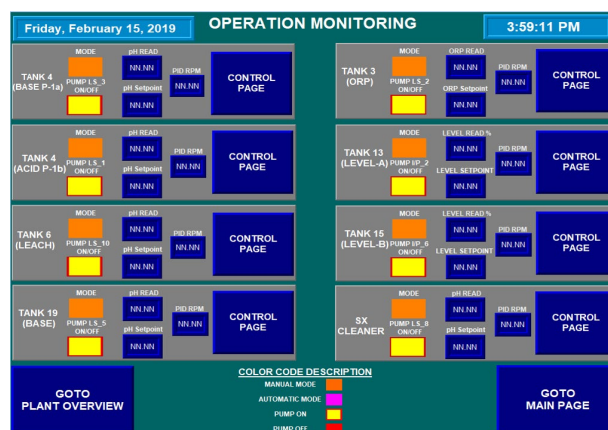 Friday, February 15, 2019
OPERATION MONITORING
3:59:11 PM
TANK 4
(BASE P-1a)
MODE
PUMP LS_3
ON/OFF
pH READ
NN.NN
pH Setpoint
NN.NN
PID RPM
NN.NN
CONTROL
PAGE
TANK 3
(ORP)
MODE
PUMP LS_2
ON/OFF
ORP READ
NN.NN
ORP Setpoint
NN.NN
PID RPM
NN.NN
CONTROL
PAGE
TANK 4
(ACID P-1b)
MODE
PUMP LS_1
ON/OFF
pH READ
NN.NN
pH Setpoint
NN.NN
PID RPM
NN.NN
CONTROL
PAGE
TANK 13
(LEVEL-A)
MODE
PUMP I/P_2
ON/OFF
LEVEL READ %
NN.NN
LEVEL SETPOINT
NN.NN
PID RPM
NN.NN
CONTROL
PAGE
TANK 6
(LEACH)
MODE
PUMP LS_10
ON/OFF
pH READ
NN.NN
pH Setpoint
NN.NN
PID RPM
NN.NN
CONTROL
PAGE
TANK 15
(LEVEL-B)
MODE
PUMP I/P_6
ON/OFF
LEVEL READ %
NN.NN
LEVEL SETPOINT
NN.NN
PID RPM
NN.NN
CONTROL
PAGE
TANK 19
(BASE)
MODE
PUMP LS_5
ON/OFF
pH READ
NN.NN
pH Setpoint
NN.NN
PID RPM
NN.NN
CONTROL
PAGE
SX
CLEANER
MODE
PUMP LS_8
ON/OFF
pH READ
NN.NN
pH Setpoint
NN.NN
PID RPM
NN.NN
CONTROL
PAGE
GOTO
PLANT OVERVIEW
COLOR CODE DESCRIPTION
MANUAL MODE
AUTOMATIC MODE
PUMP ON
PUMP OFF
GOTO
MAIN PAGE